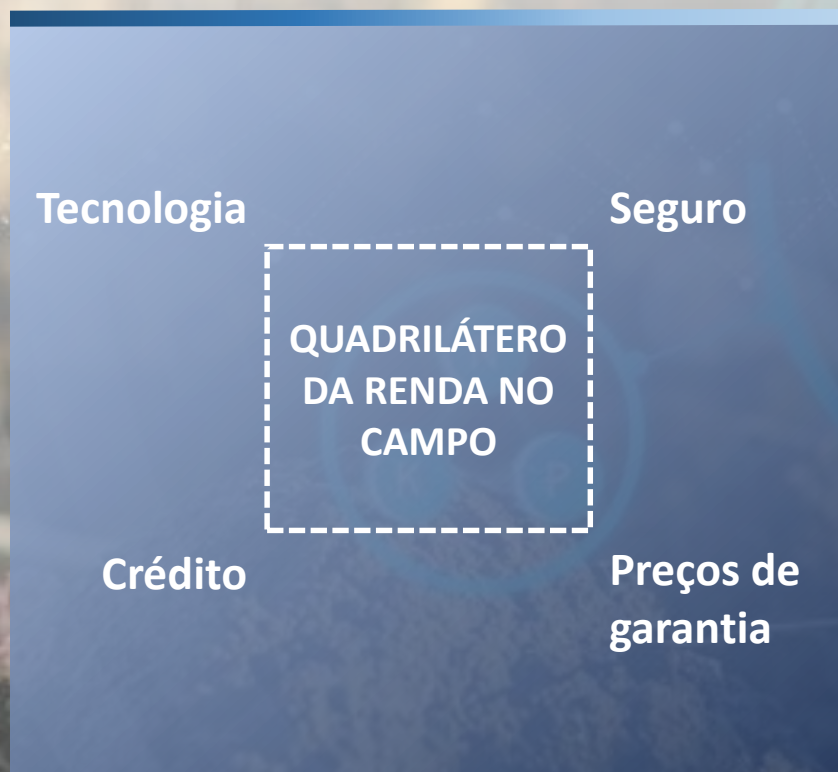 Tecnologia
Seguro
QUADRILÁTERO
DA RENDA NO
CAMPO
K
P
Crédito
Preços de
garantia